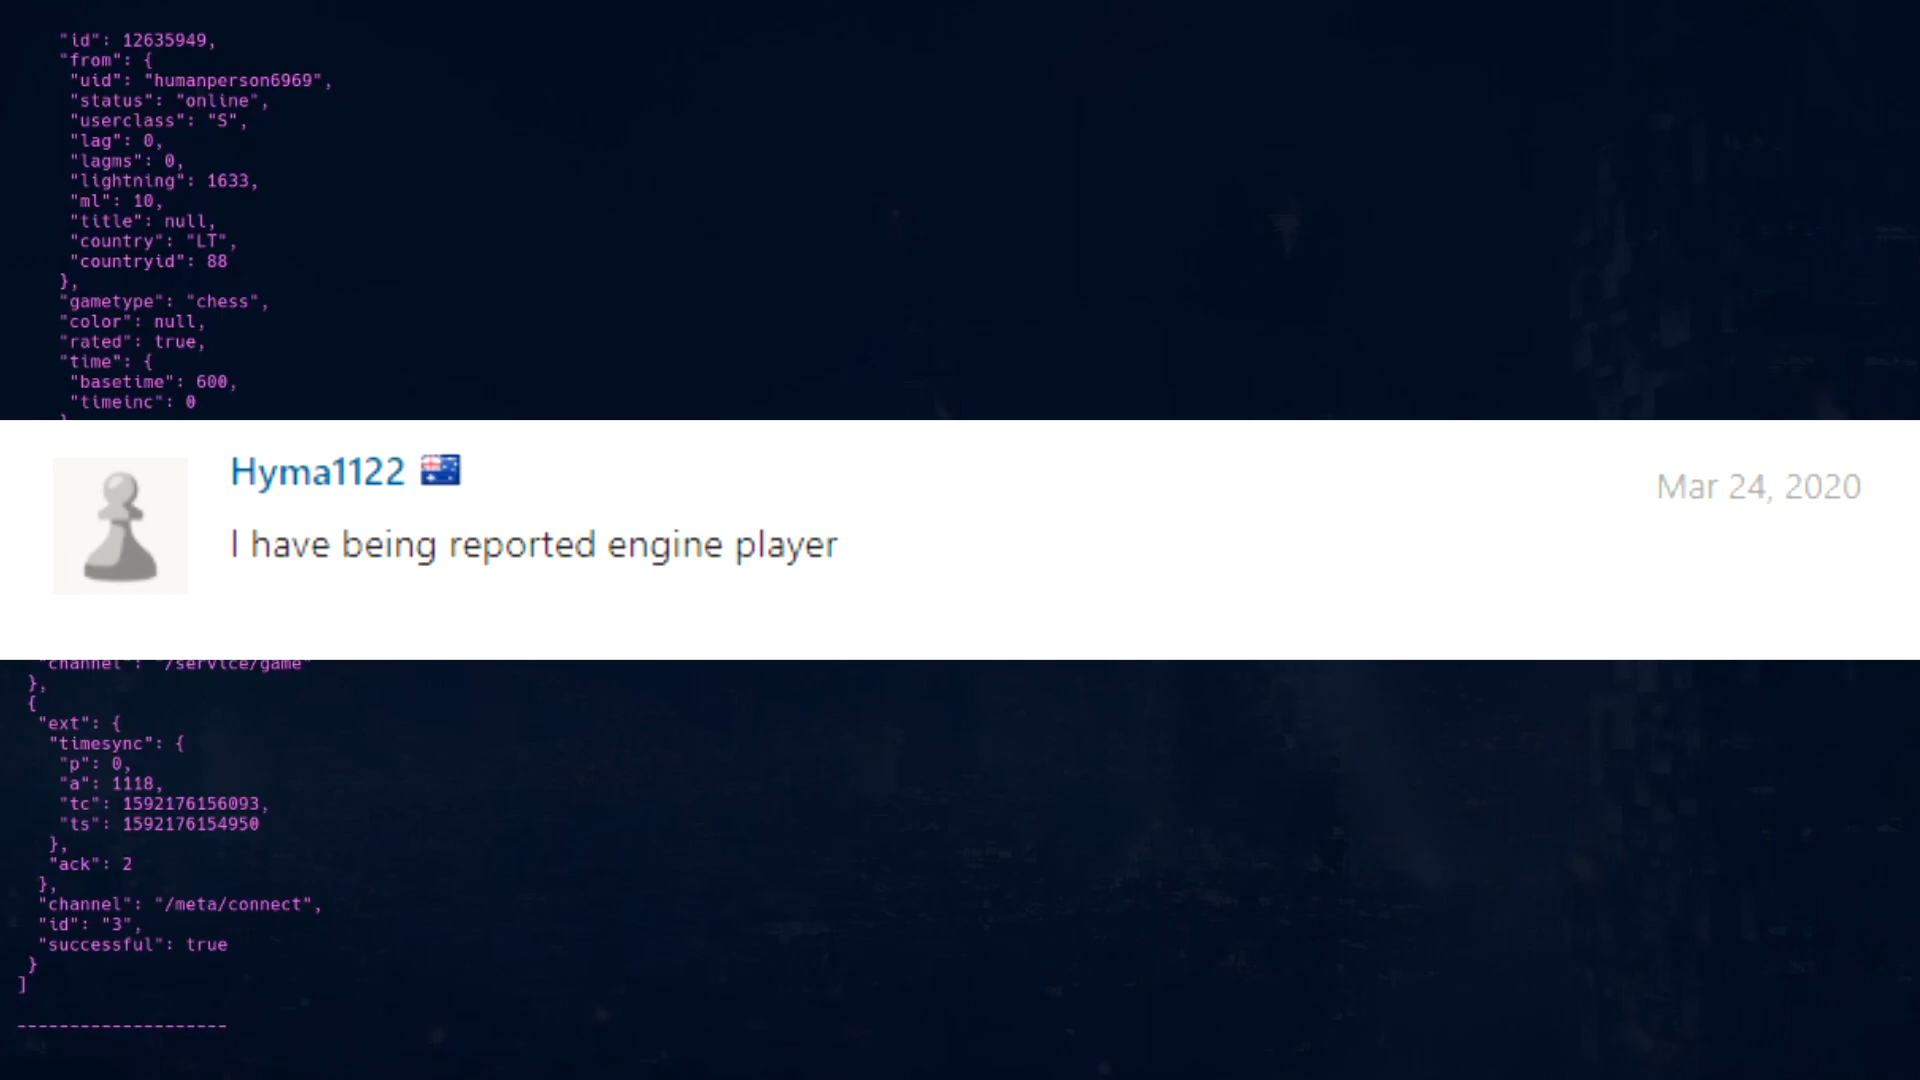 "id": 12635949,
"from": {
"uid": "humanperson6969",
"status": "online",
"userclass": "S",
"lag": 0,
"lagms": 0,
"lightning": 1633,
"ml": 10,
"title": null,
"country": "LT",
"countryid": 88
},
"gametype": "chess",
"color": null,
"rated": true,
"time": {
"basetime": 600,
"timeinc": 0
}
Hyma1122
Mar 24, 2020
I have being reported engine player
"channel": "/service/game"
},
{
"ext": {
"timesync": {
"p": 0,
"a": 1118,
"tc": 1592176156093,
"ts": 1592176154950
},
"ack": 2
},
"channel": "/meta/connect",
"id": "3",
"successful": true
}
]
--------------------